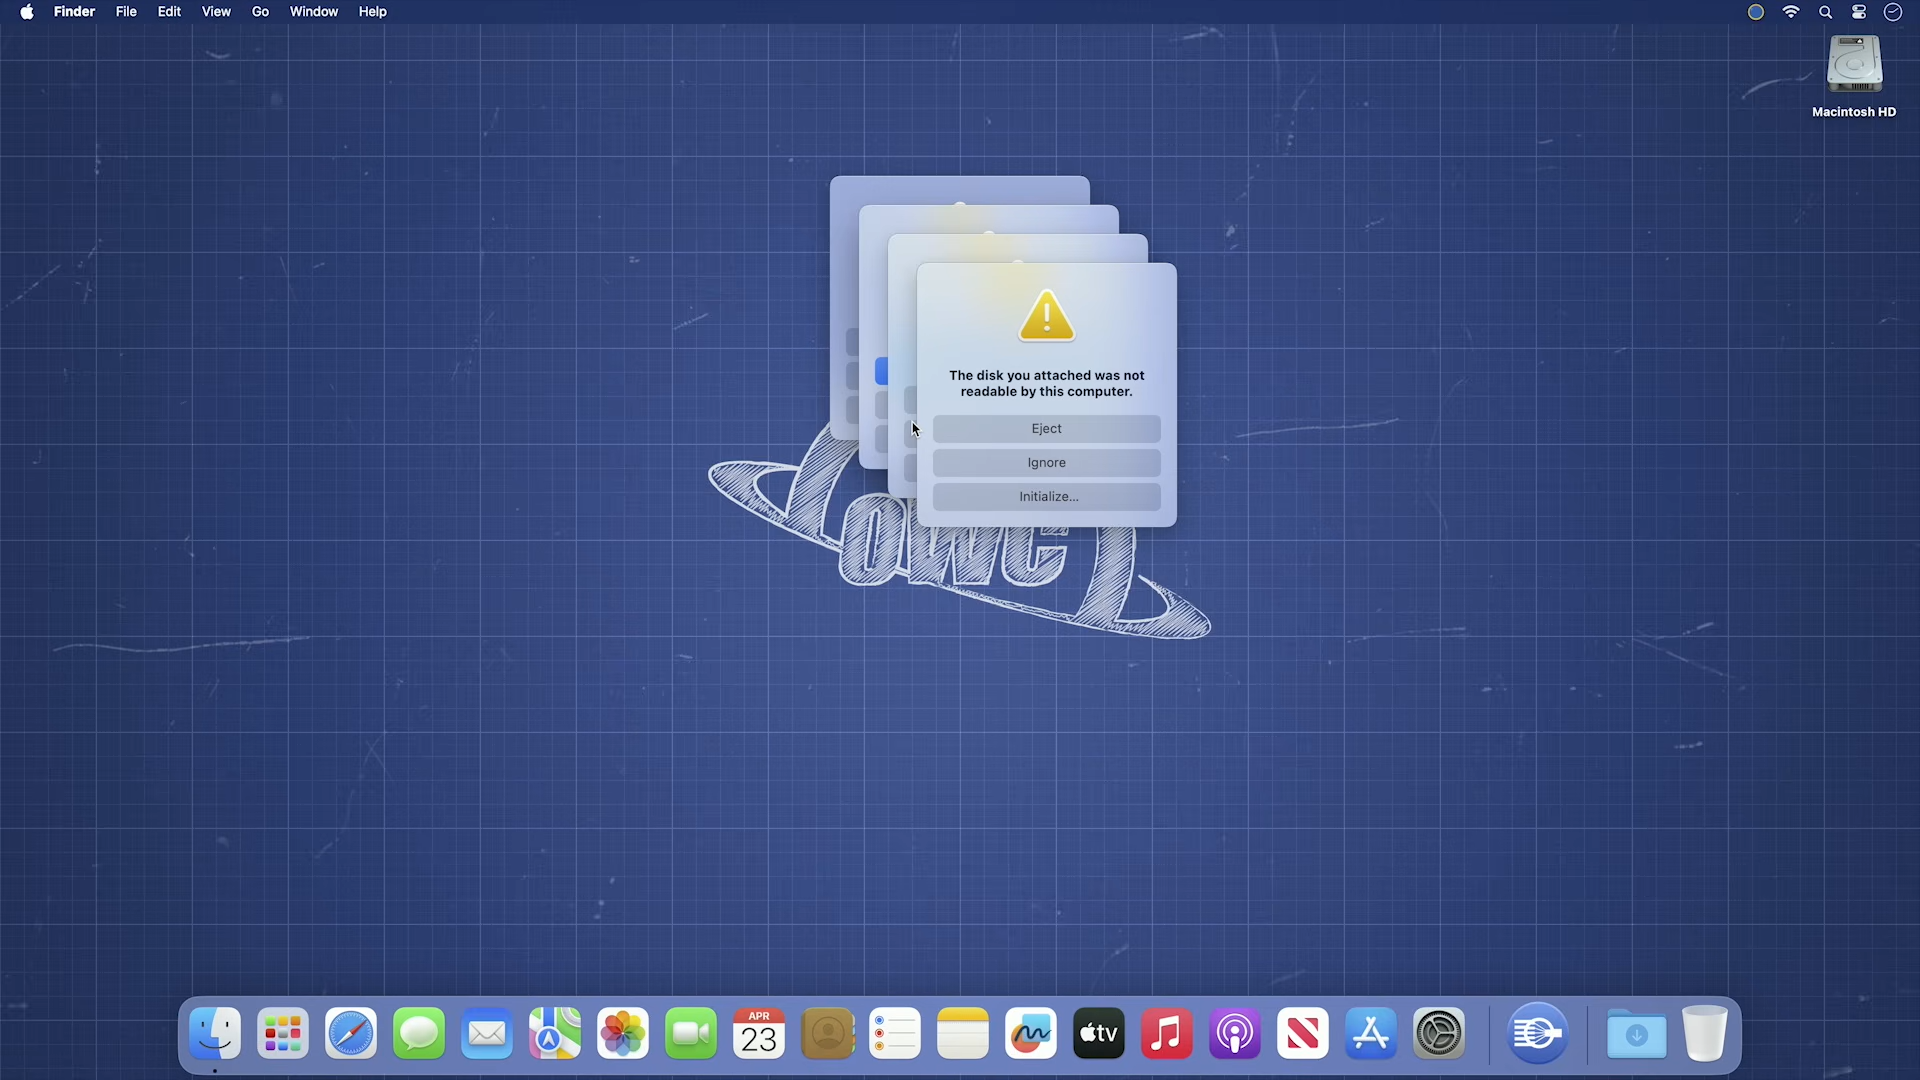 Finder File Edit View Go Window Help
Macintosh HD
The disk you attached was not
readable by this computer.
Eject
Ignore
Initialize...
OWC
APR
23
tv